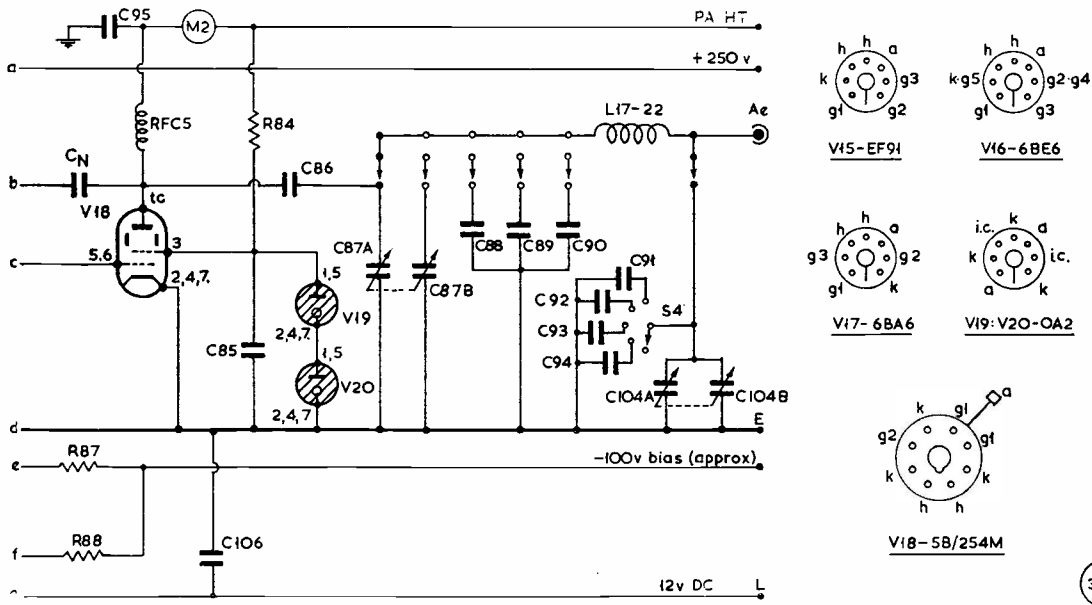 C95
M2
PA HT
a
+250 v
RFC5
R84
L17-22
Ae
CN
b
C86
tc
V18
3
c
5,6
2,4,7.
C87A
C87B
C88
C89
C90
C91
C92
C93
C94
S4
1,5
V19
2,4,7.
C85
1,5
V20
2,4,7
C104A
C104B
d
E
e
R87
-100v bias (approx)
f
R88
C106
12v DC
L
h h
k a
g3
g1 g2
V15-EF91
h h
k·g5 a
g2·g4
g1 g3
V16-6BE6
h h
g3 a
g2
g1 k
V17-6BA6
i.c. k
k a
i.c.
a k
V19:V20-OA2
a
k g1
g2 g1
k k
h h
V18-5B/254M